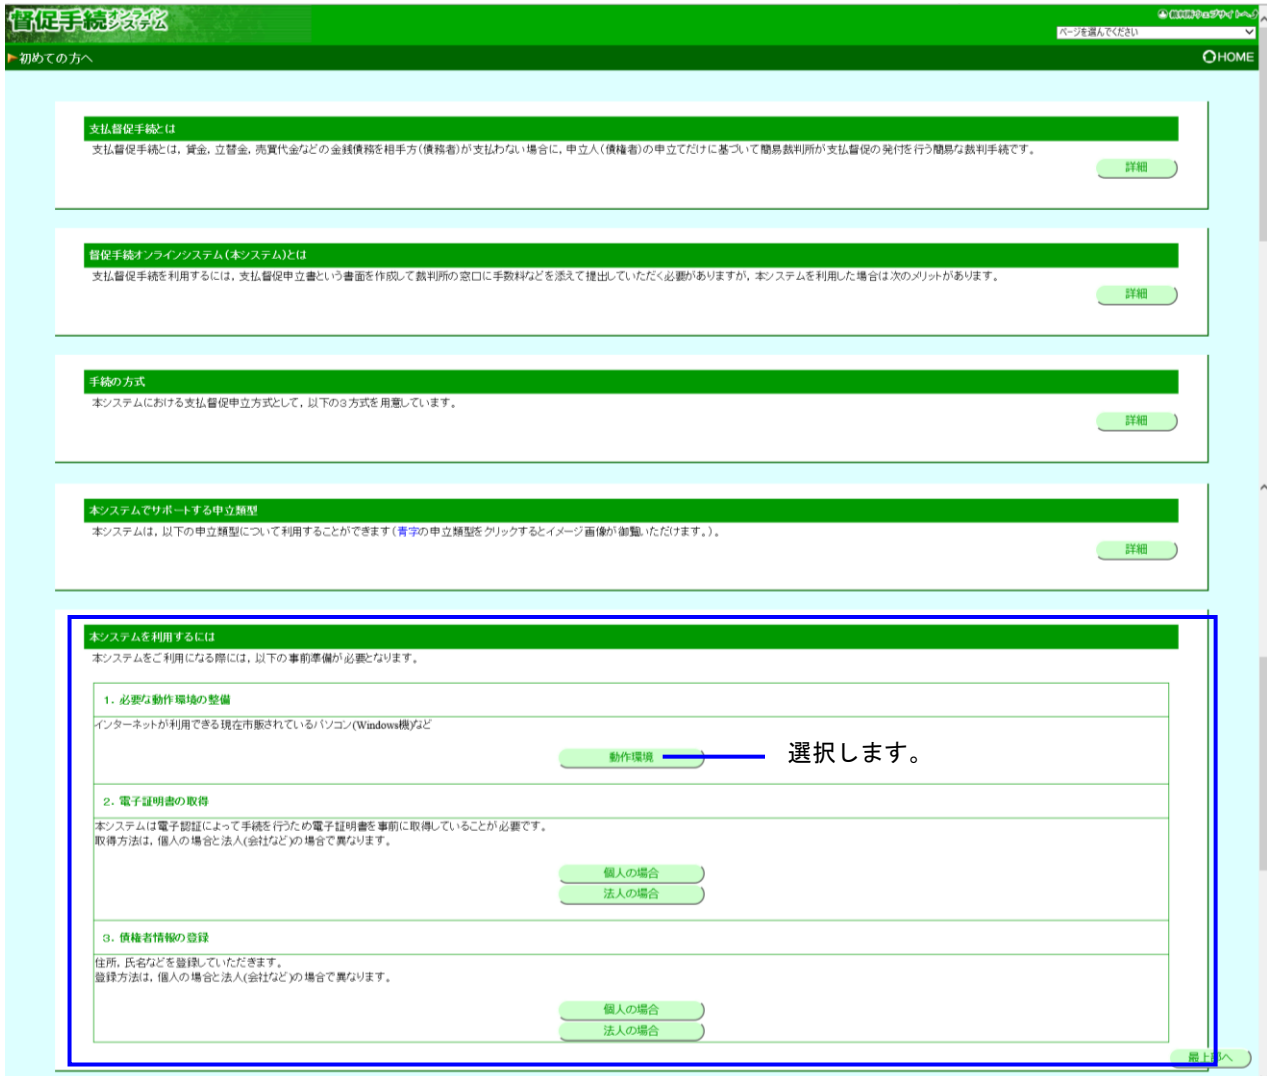 督促手続オンラインシステム
裁判所ウェブサイトへ
ページを選んでください
初めての方へ
HOME
支払督促手続とは
支払督促手続とは，貸金，立替金，売買代金などの金銭債務を相手方（債務者）が支払わない場合に，申立人（債権者）の申立てだけに基づいて簡易裁判所が支払督促の発付を行う簡易な裁判手続です。
詳細
督促手続オンラインシステム（本システム）とは
支払督促手続を利用するには，支払督促申立書という書面を作成して裁判所の窓口に手数料などを添えて提出していただく必要がありますが，本システムを利用した場合は次のメリットがあります。
詳細
手続の方式
本システムにおける支払督促申立方式として，以下の3方式を用意しています。
詳細
本システムでサポートする申立類型
本システムは，以下の申立類型について利用することができます（青字の申立類型をクリックするとイメージ画像が御覧いただけます。）。
詳細
本システムを利用するには
本システムをご利用になる際には，以下の事前準備が必要となります。
1．必要な動作環境の整備
インターネットが利用できる現在市販されているパソコン(Windows機)など
動作環境
選択します。
2．電子証明書の取得
本システムは電子認証によって手続を行うため電子証明書を事前に取得していることが必要です。
取得方法は，個人の場合と法人(会社など)の場合で異なります。
個人の場合
法人の場合
3．債権者情報の登録
住所，氏名などを登録していただきます。
登録方法は，個人の場合と法人(会社など)の場合で異なります。
個人の場合
法人の場合
最上部へ